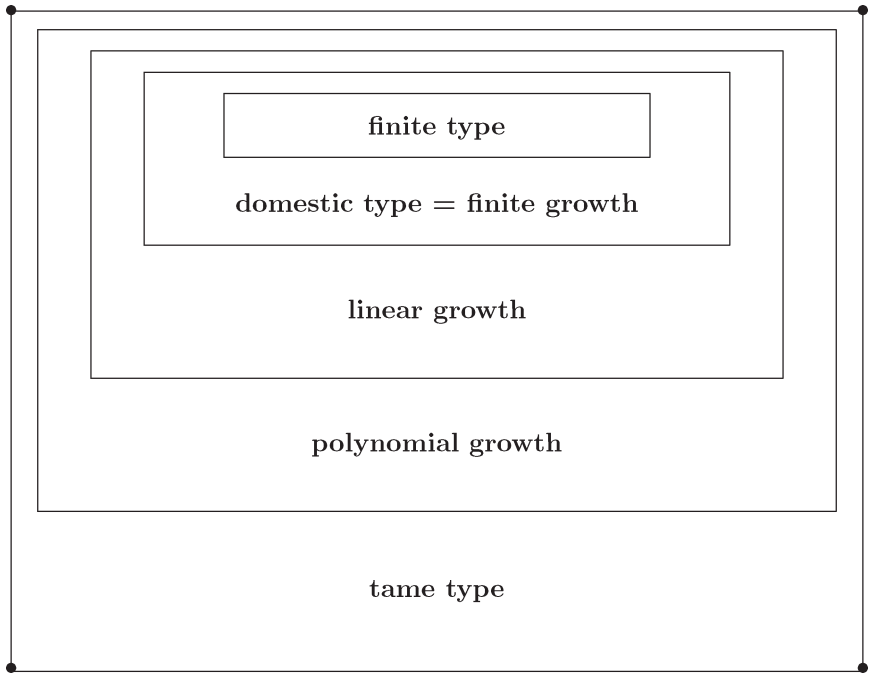 finite type
domestic type = finite growth
linear growth
polynomial growth
tame type